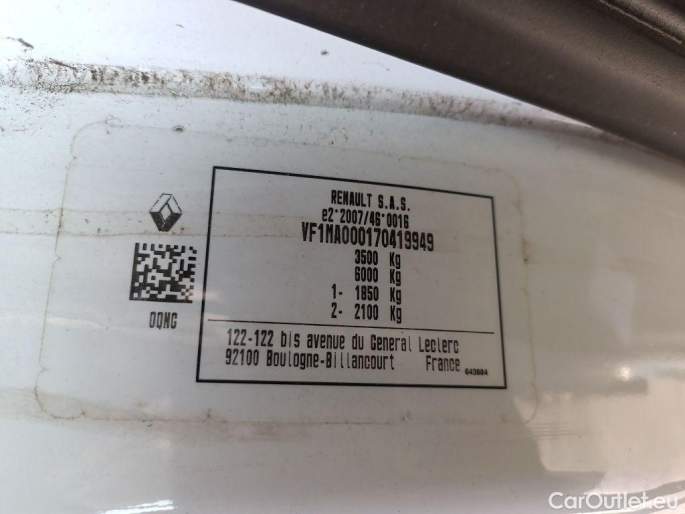 RENAULT S.A.S.
e2*2007/46*0016
VF1MA000170419949
3500 Kg
6000 Kg
1- 1850 Kg
2- 2100 Kg
OQNG
122-122 bis avenue du General Leclerc
92100 Boulogne-Billancourt France
643884
CarOutlet.eu